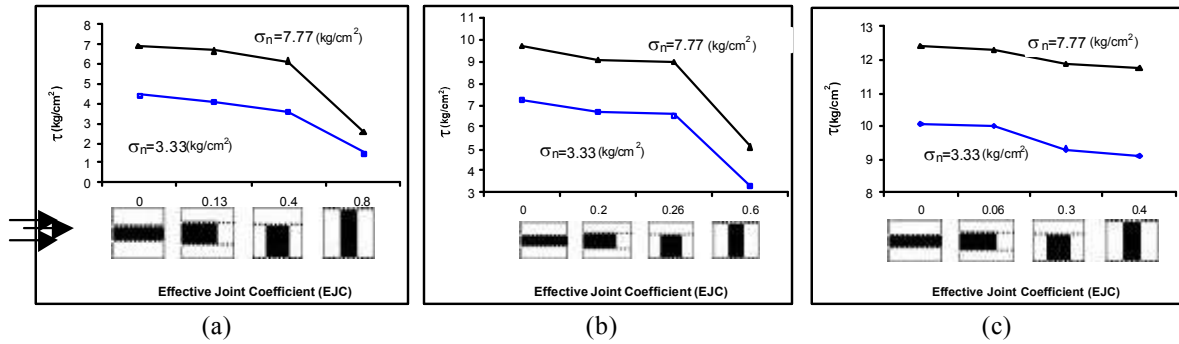 8
7
6
5
4
3
2
1
0
τ (kg/cm²)
σn=7.77 (kg/cm²)
σn=3.33 (kg/cm²)
0 0.13 0.4 0.8
Effective Joint Coefficient (EJC)
(a)
11
10
9
8
7
6
5
4
3
τ (kg/cm²)
σn=7.77 (kg/cm²
σn=3.33 (kg/cm²)
0 0.2 0.26 0.6
Effective Joint Coefficient (EJC)
(b)
13
12
11
10
9
8
τ(kg/cm²)
σn=7.77 (kg/cm²)
σn=3.33 (kg/cm²)
0 0.06 0.3 0.4
Effective Joint Coefficient (EJC)
(c)